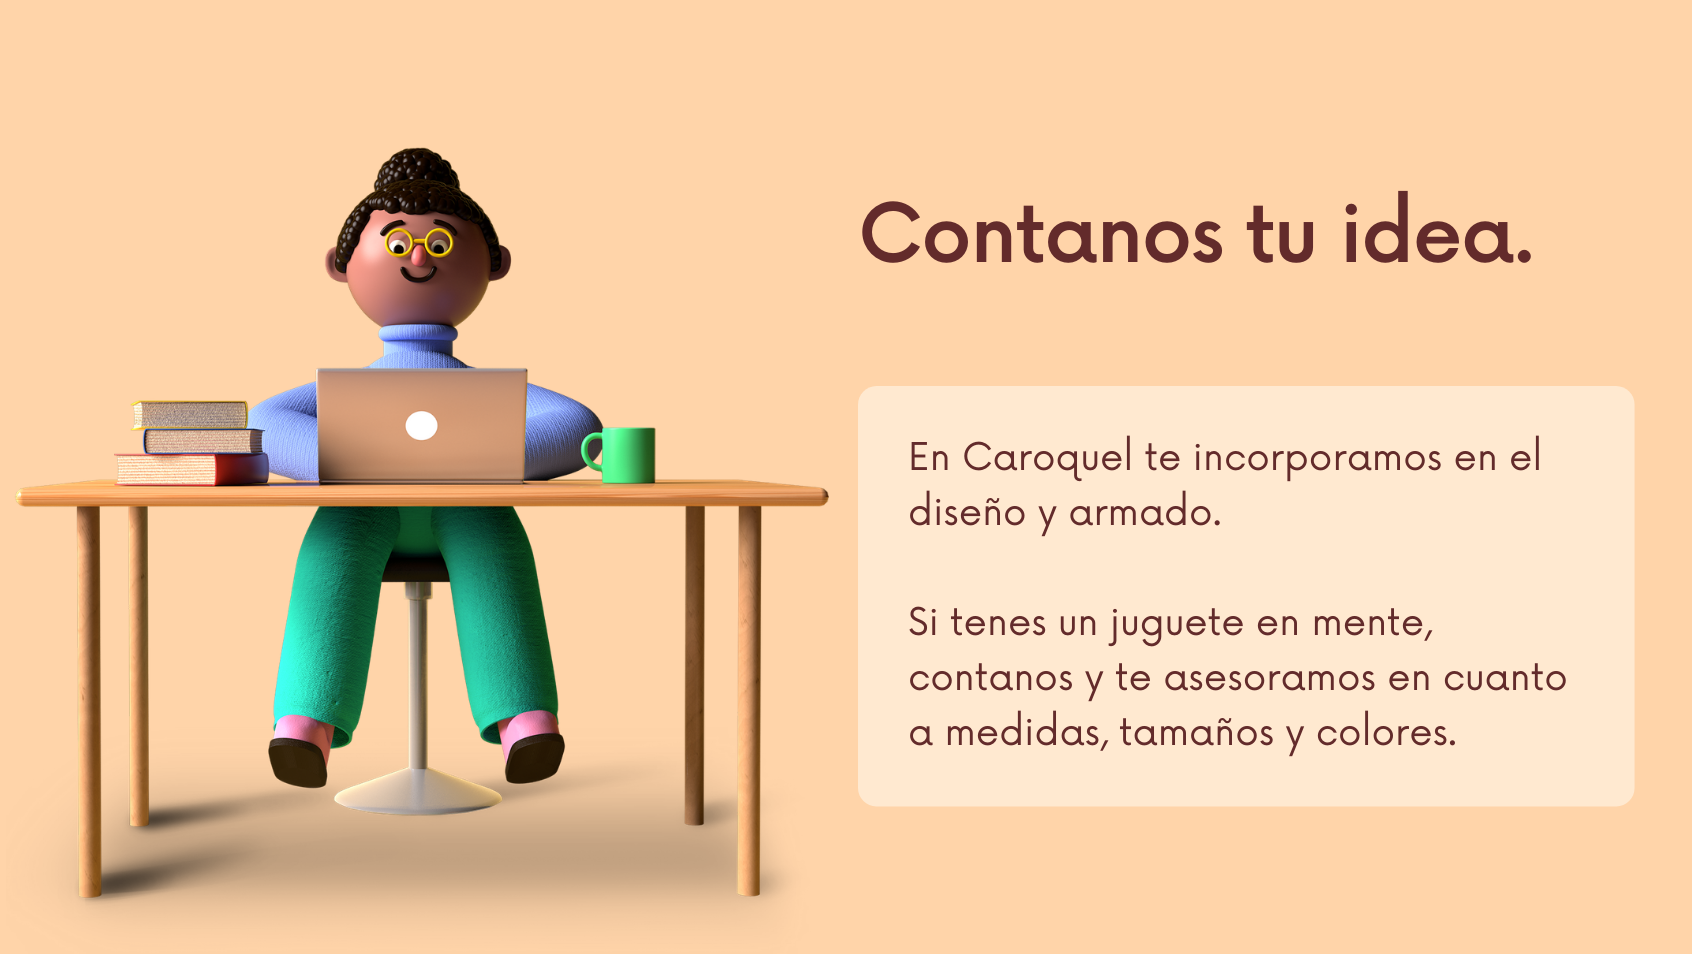 Contanos tu idea.
En Caroquel te incorporamos en el
diseño y armado.
Si tenes un juguete en mente,
contanos y te asesoramos en cuanto
a medidas, tamaños y colores.